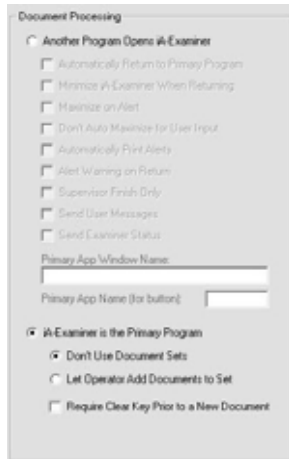 Document Processing
Another Program Opens iA-Examiner
Automatically Return to Primary Program
Minimize iA-Examiner When Returning
Maximize on Alert
Don't Auto Maximize for User Input
Automatically Print Alerts
Alert Warning on Return
Supervisor Finish Only
Send User Messages
Send Examiner Status
Primary App Window Name:
Primary App Name (for button):
iA-Examiner is the Primary Program
Don't Use Document Sets
Let Operator Add Documents to Set
Require Clear Key Prior to a New Document